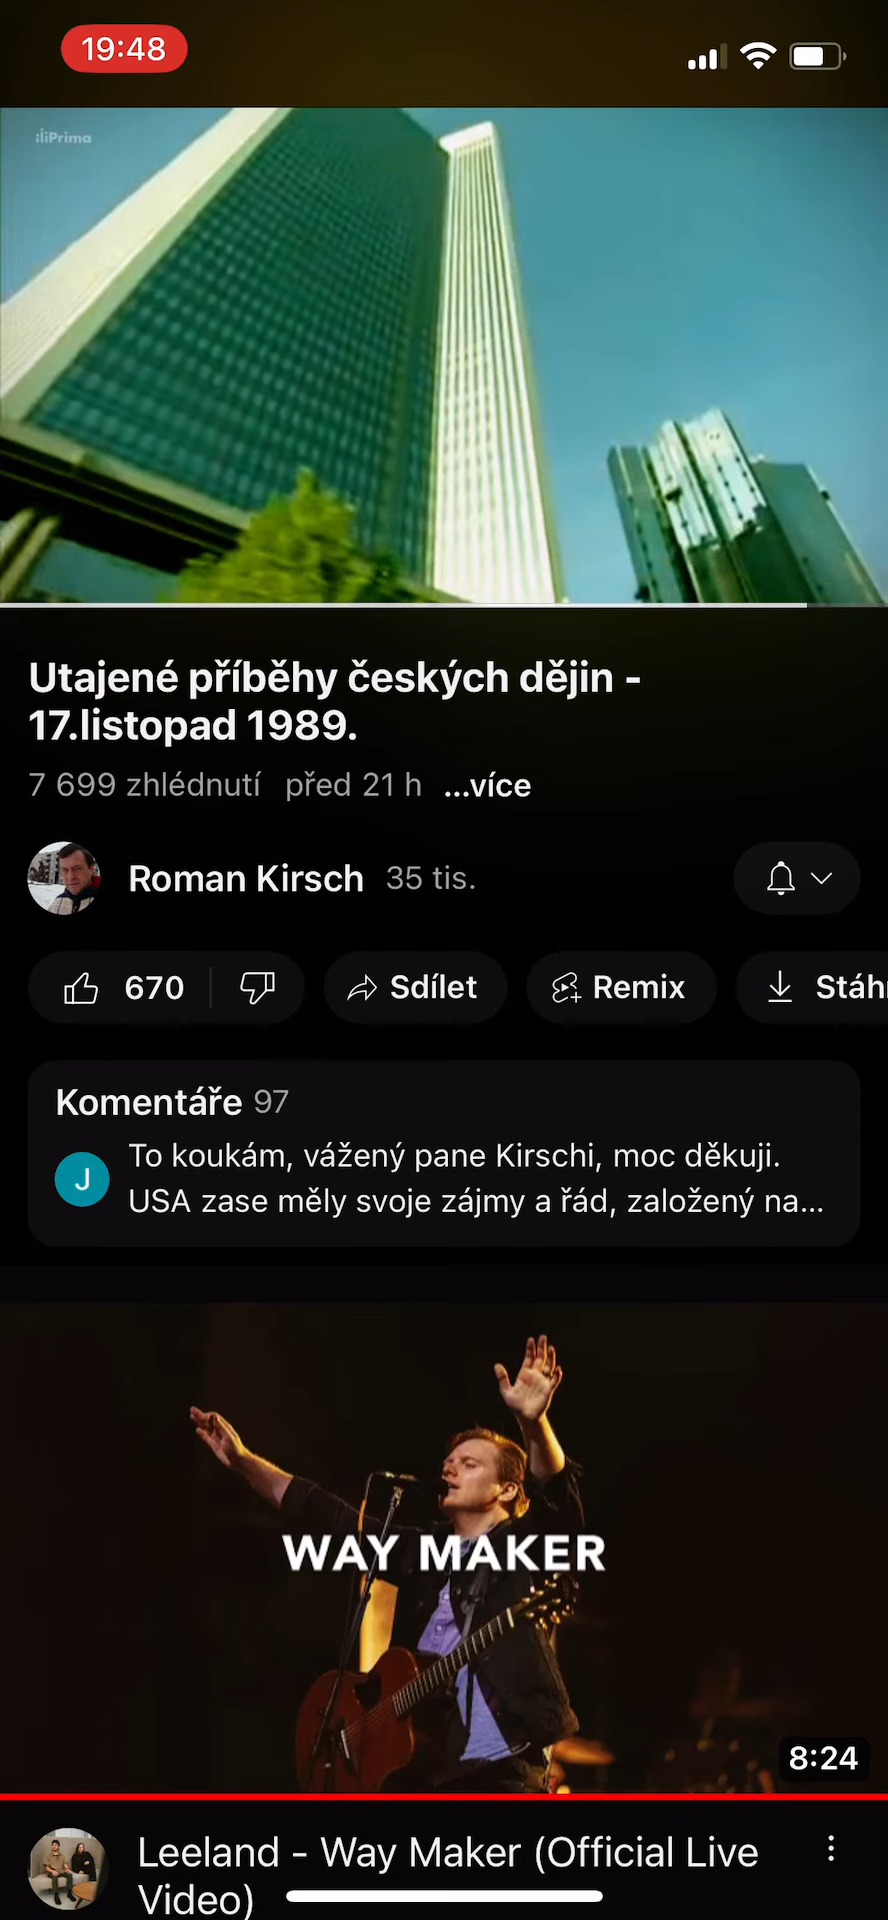 19:48
Prima
Utajené příběhy českých dějin -
17.listopad 1989.
7 699 zhlédnutí před 21 h ...více
Roman Kirsch 35 tis.
670 Sdílet Remix Stáh
Komentáře 97
J
To koukám, vážený pane Kirschi, moc děkuji.
USA zase měly svoje zájmy a řád, založený na...
WAY MAKER
8:24
Leeland - Way Maker (Official Live
Video)